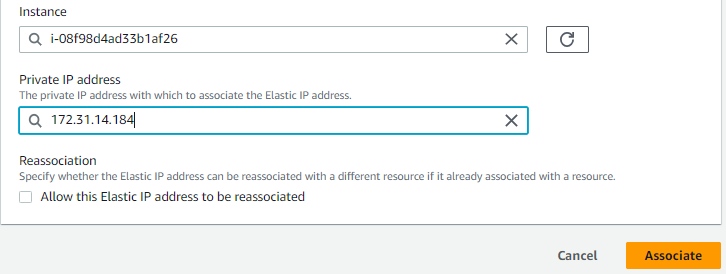 Instance
i-08f98d4ad33b1af26
Private IP address
The private IP address with which to associate the Elastic IP address.
172.31.14.184
Reassociation
Specify whether the Elastic IP address can be reassociated with a different resource if it already associated with a resource.
Allow this Elastic IP address to be reassociated
Cancel Associate